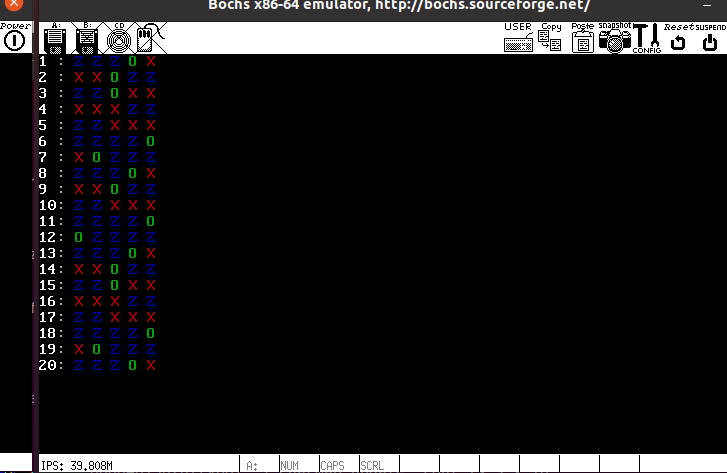 Bochs x86-64 emulator, http://bochs.sourceforge.net/
Power A: B: CD USER Copy Paste snapshot CONFIG Reset SUSPEND
1 : Z Z Z O X
2 : X X O Z Z
3 : Z Z O X X
4 : X X X Z Z
5 : Z Z X X X
6 : Z Z Z Z O
7 : X O Z Z Z
8 : Z Z Z O X
9 : X X O Z Z
10: Z Z X X X
11: Z Z Z Z O
12: O Z Z Z Z
13: Z Z Z O X
14: X X O Z Z
15: Z Z O X X
16: X X X Z Z
17: Z Z X X X
18: Z Z Z Z O
19: X O Z Z Z
20: Z Z Z O X
IPS: 39.808M A: NUM CAPS SCRL